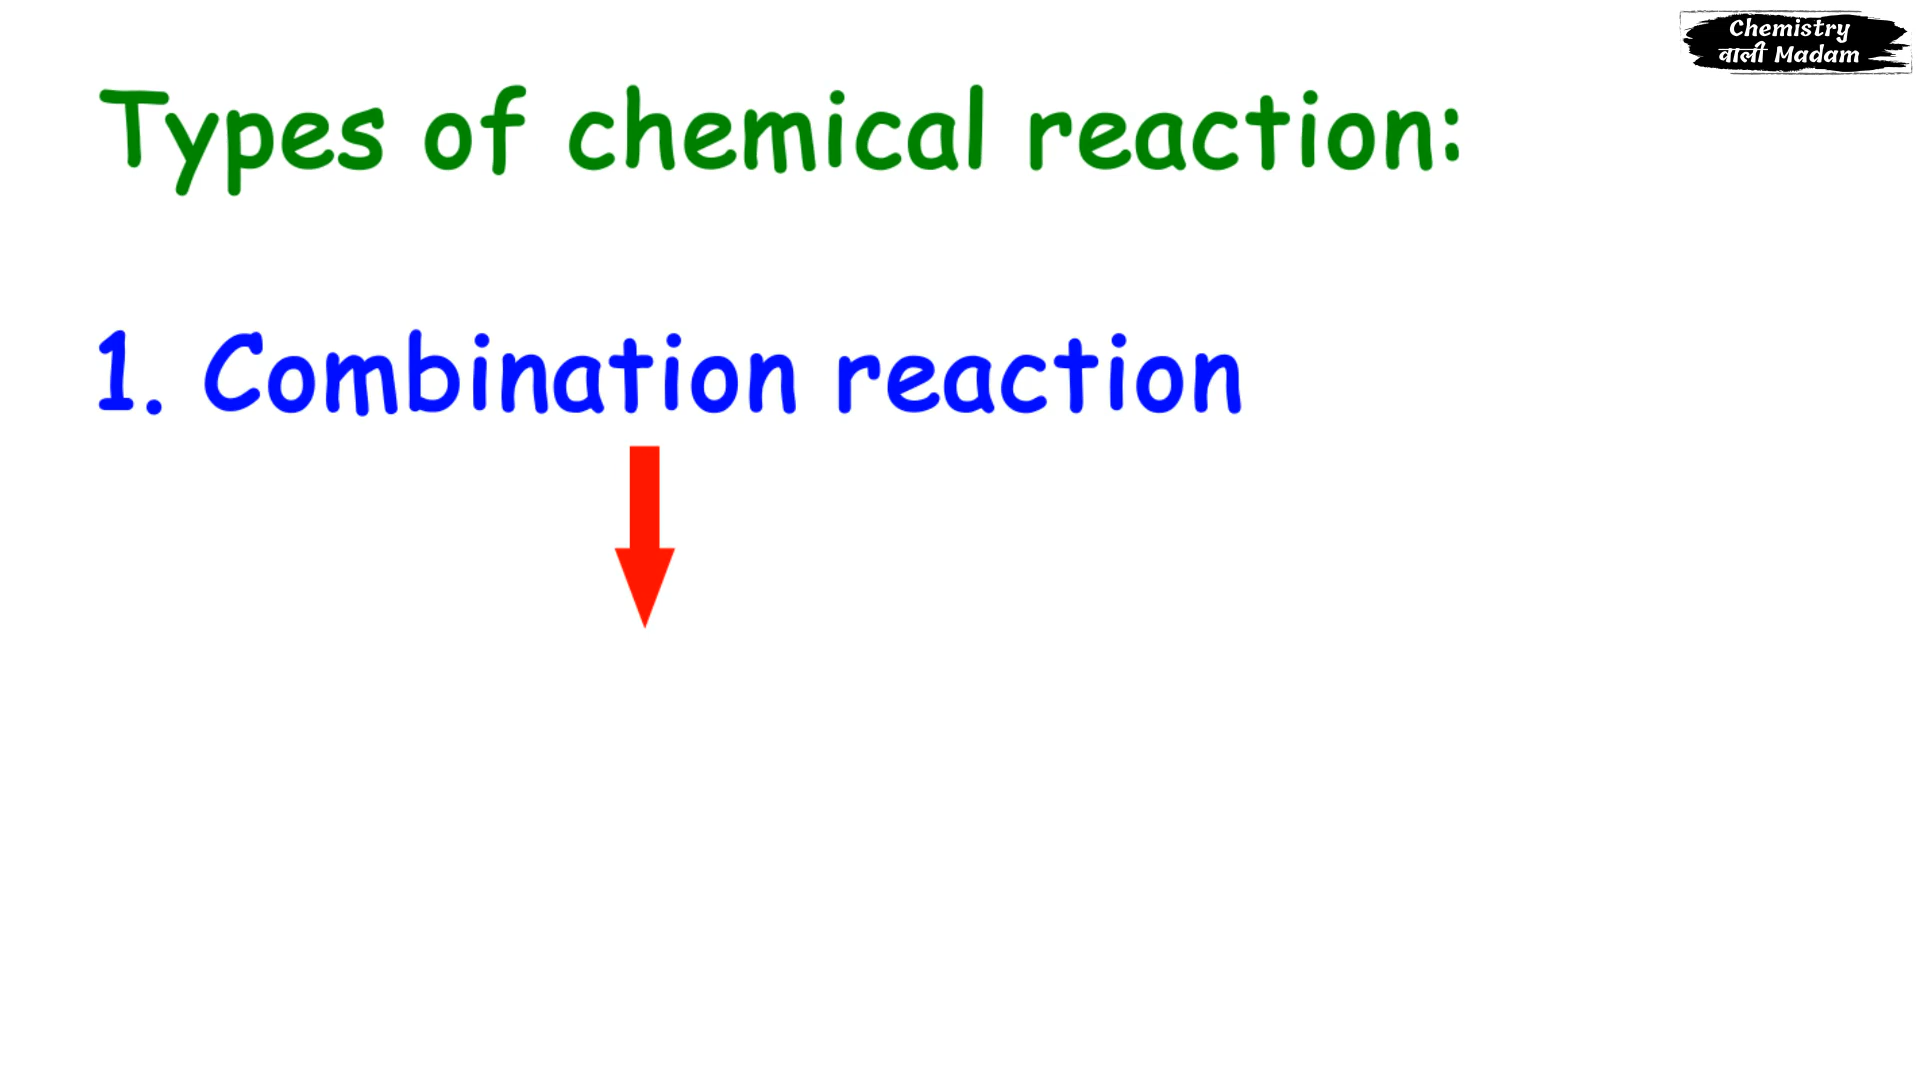 Chemistry
वाली Madam
Types of chemical reaction:
1. Combination reaction